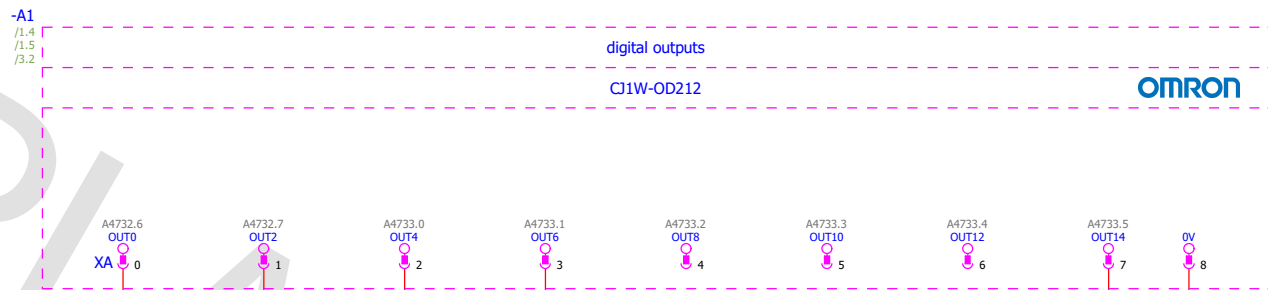 -A1
/1.4
/1.5
/3.2
digital outputs
CJ1W-OD212
OMRON
A4732.6 A4732.7 A4733.0 A4733.1 A4733.2 A4733.3 A4733.4 A4733.5
OUT0 OUT2 OUT4 OUT6 OUT8 OUT10 OUT12 OUT14 0V
XA 0 1 2 3 4 5 6 7 8